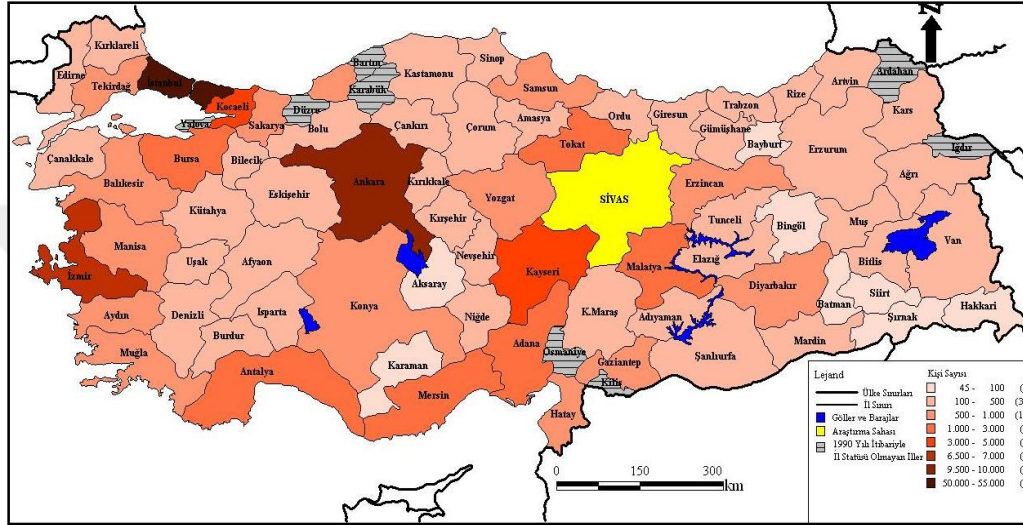 N
Kırklareli
Edirne
Tekirdağ
İstanbul
Kocaeli
Yalova
Sakarya
Düzce
Bolu
Bartın
Karabük
Kastamonu
Sinop
Samsun
Çankırı
Çorum
Amasya
Tokat
Ordu
Giresun
Trabzon
Gümüşhane
Bayburt
Rize
Artvin
Ardahan
Kars
Iğdır
Erzurum
Ağrı
Çanakkale
Balıkesir
Bursa
Bilecik
Eskişehir
Kütahya
Ankara
Kırıkkale
Kırşehir
Yozgat
SİVAS
Erzincan
Tunceli
Bingöl
Muş
Van
Bitlis
Elazığ
Malatya
Diyarbakır
Batman
Siirt
Şırnak
Hakkari
Mardin
Manisa
İzmir
Uşak
Afyon
Aydın
Denizli
Isparta
Burdur
Muğla
Antalya
Konya
Aksaray
Nevşehir
Kayseri
Niğde
Karaman
Mersin
Adana
K.Maraş
Adıyaman
Osmaniye
Gaziantep
Kilis
Şanlıurfa
Hatay
0 150 300
km
Lejand
Ülke Sınırları
İl Sınırı
Göller ve Barajlar
Araştırma Sahası
1990 Yılı İtibariyle
İl Statüsü Olmayan İller
Kişi Sayısı
45 - 100 (
100 - 500 (3
500 - 1.000 (1
1.000 - 3.000 (
3.000 - 5.000 (
6.500 - 7.000 (
9.500 - 10.000 (
50.000 - 55.000 (